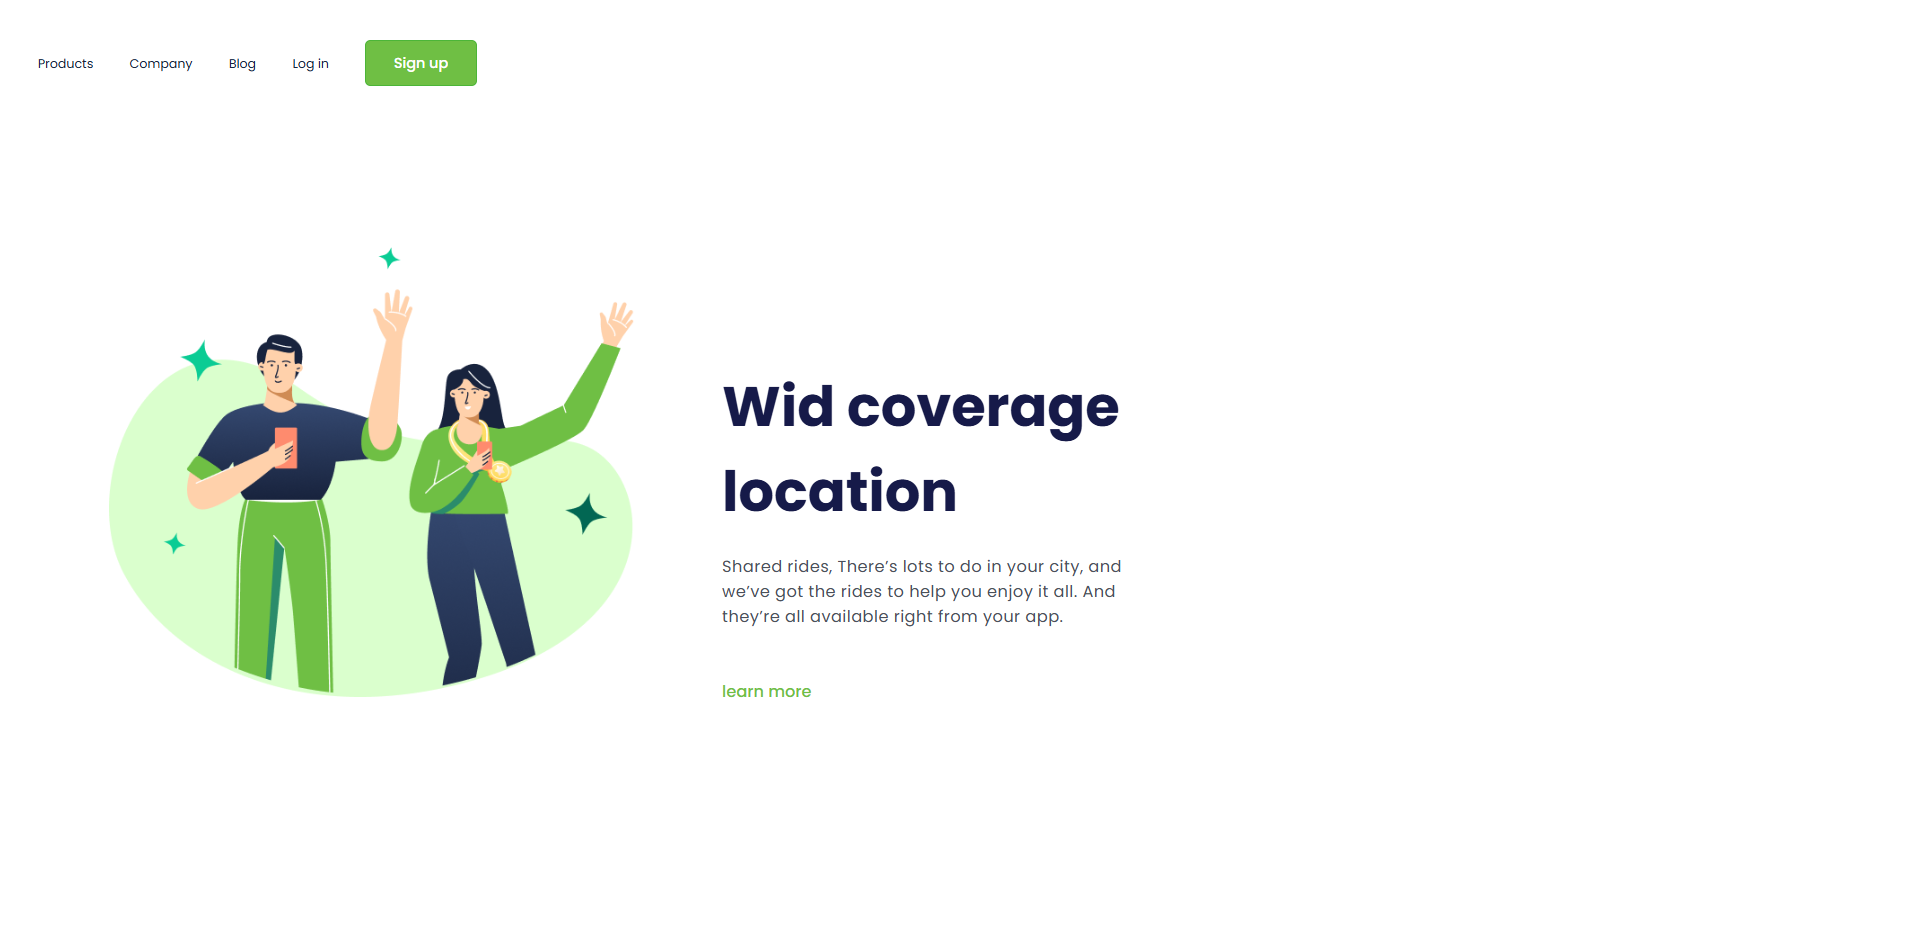 Products Company Blog Log in Sign up
Wid coverage
location
Shared rides, There’s lots to do in your city, and
we’ve got the rides to help you enjoy it all. And
they’re all available right from your app.
learn more